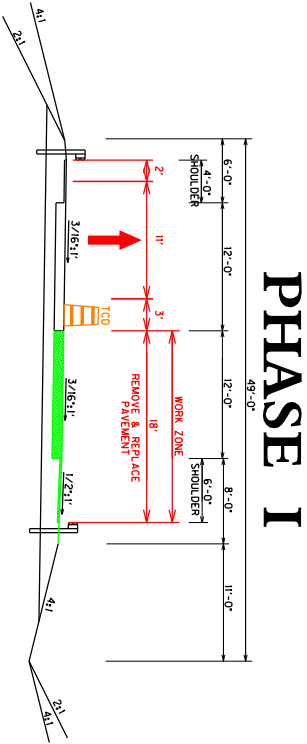 PHASE I
49'-0"
6'-0"
12'-0"
12'-0"
8'-0"
11'-0"
4'-0"
SHOULDER
6'-0"
SHOULDER
WORK ZONE
2'
11'
3'
18'
REMOVE & REPLACE
PAVEMENT
TCD
3/16":1'
3/16":1'
1/2":1'
4:1
2:1
4:1
2:1
4:1